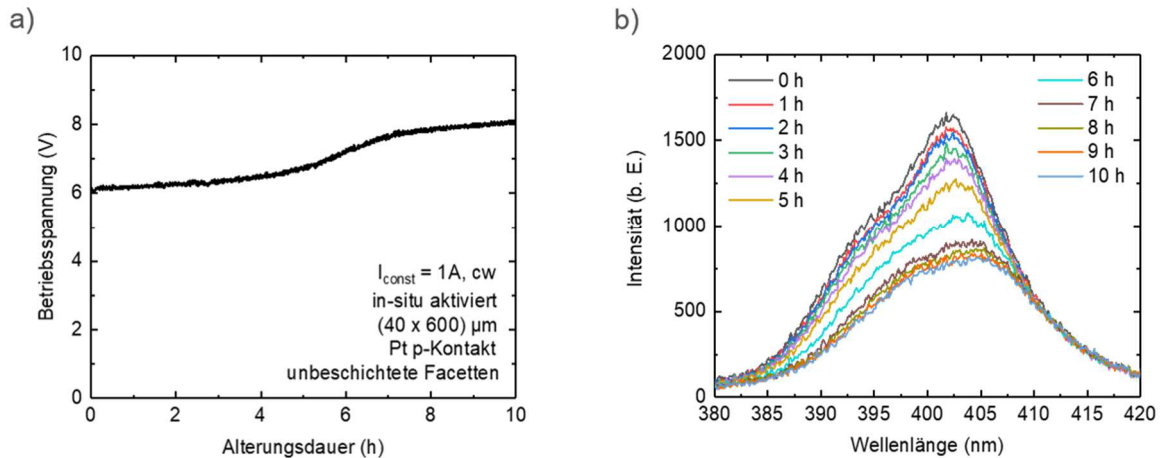 a)
10
8
6
4
2
0
0 2 4 6 8 10
Betriebsspannung (V)
Alterungsdauer (h)
I_const = 1A, cw
in-situ aktiviert
(40 x 600) µm
Pt p-Kontakt
unbeschichtete Facetten
b)
2000
1500
1000
500
0
380 385 390 395 400 405 410 415 420
Intensität (b. E.)
Wellenlänge (nm)
0 h
1 h
2 h
3 h
4 h
5 h
6 h
7 h
8 h
9 h
10 h